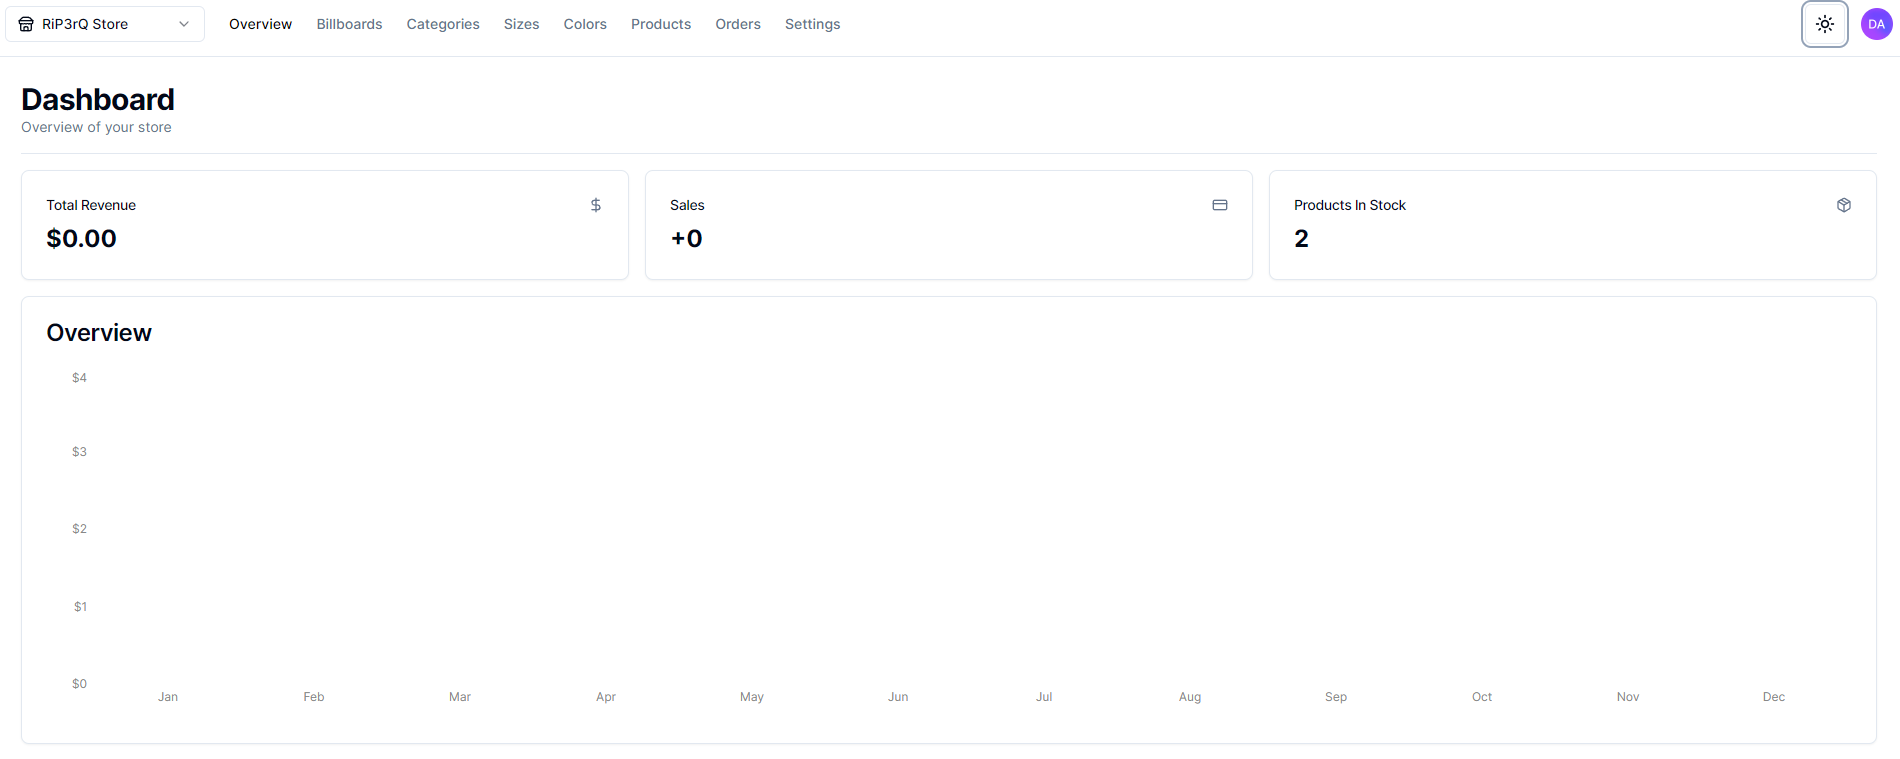 RiP3rQ Store
Overview
Billboards
Categories
Sizes
Colors
Products
Orders
Settings
DA
Dashboard
Overview of your store
Total Revenue
$0.00
Sales
+0
Products In Stock
2
Overview
$4
$3
$2
$1
$0
Jan Feb Mar Apr May Jun Jul Aug Sep Oct Nov Dec